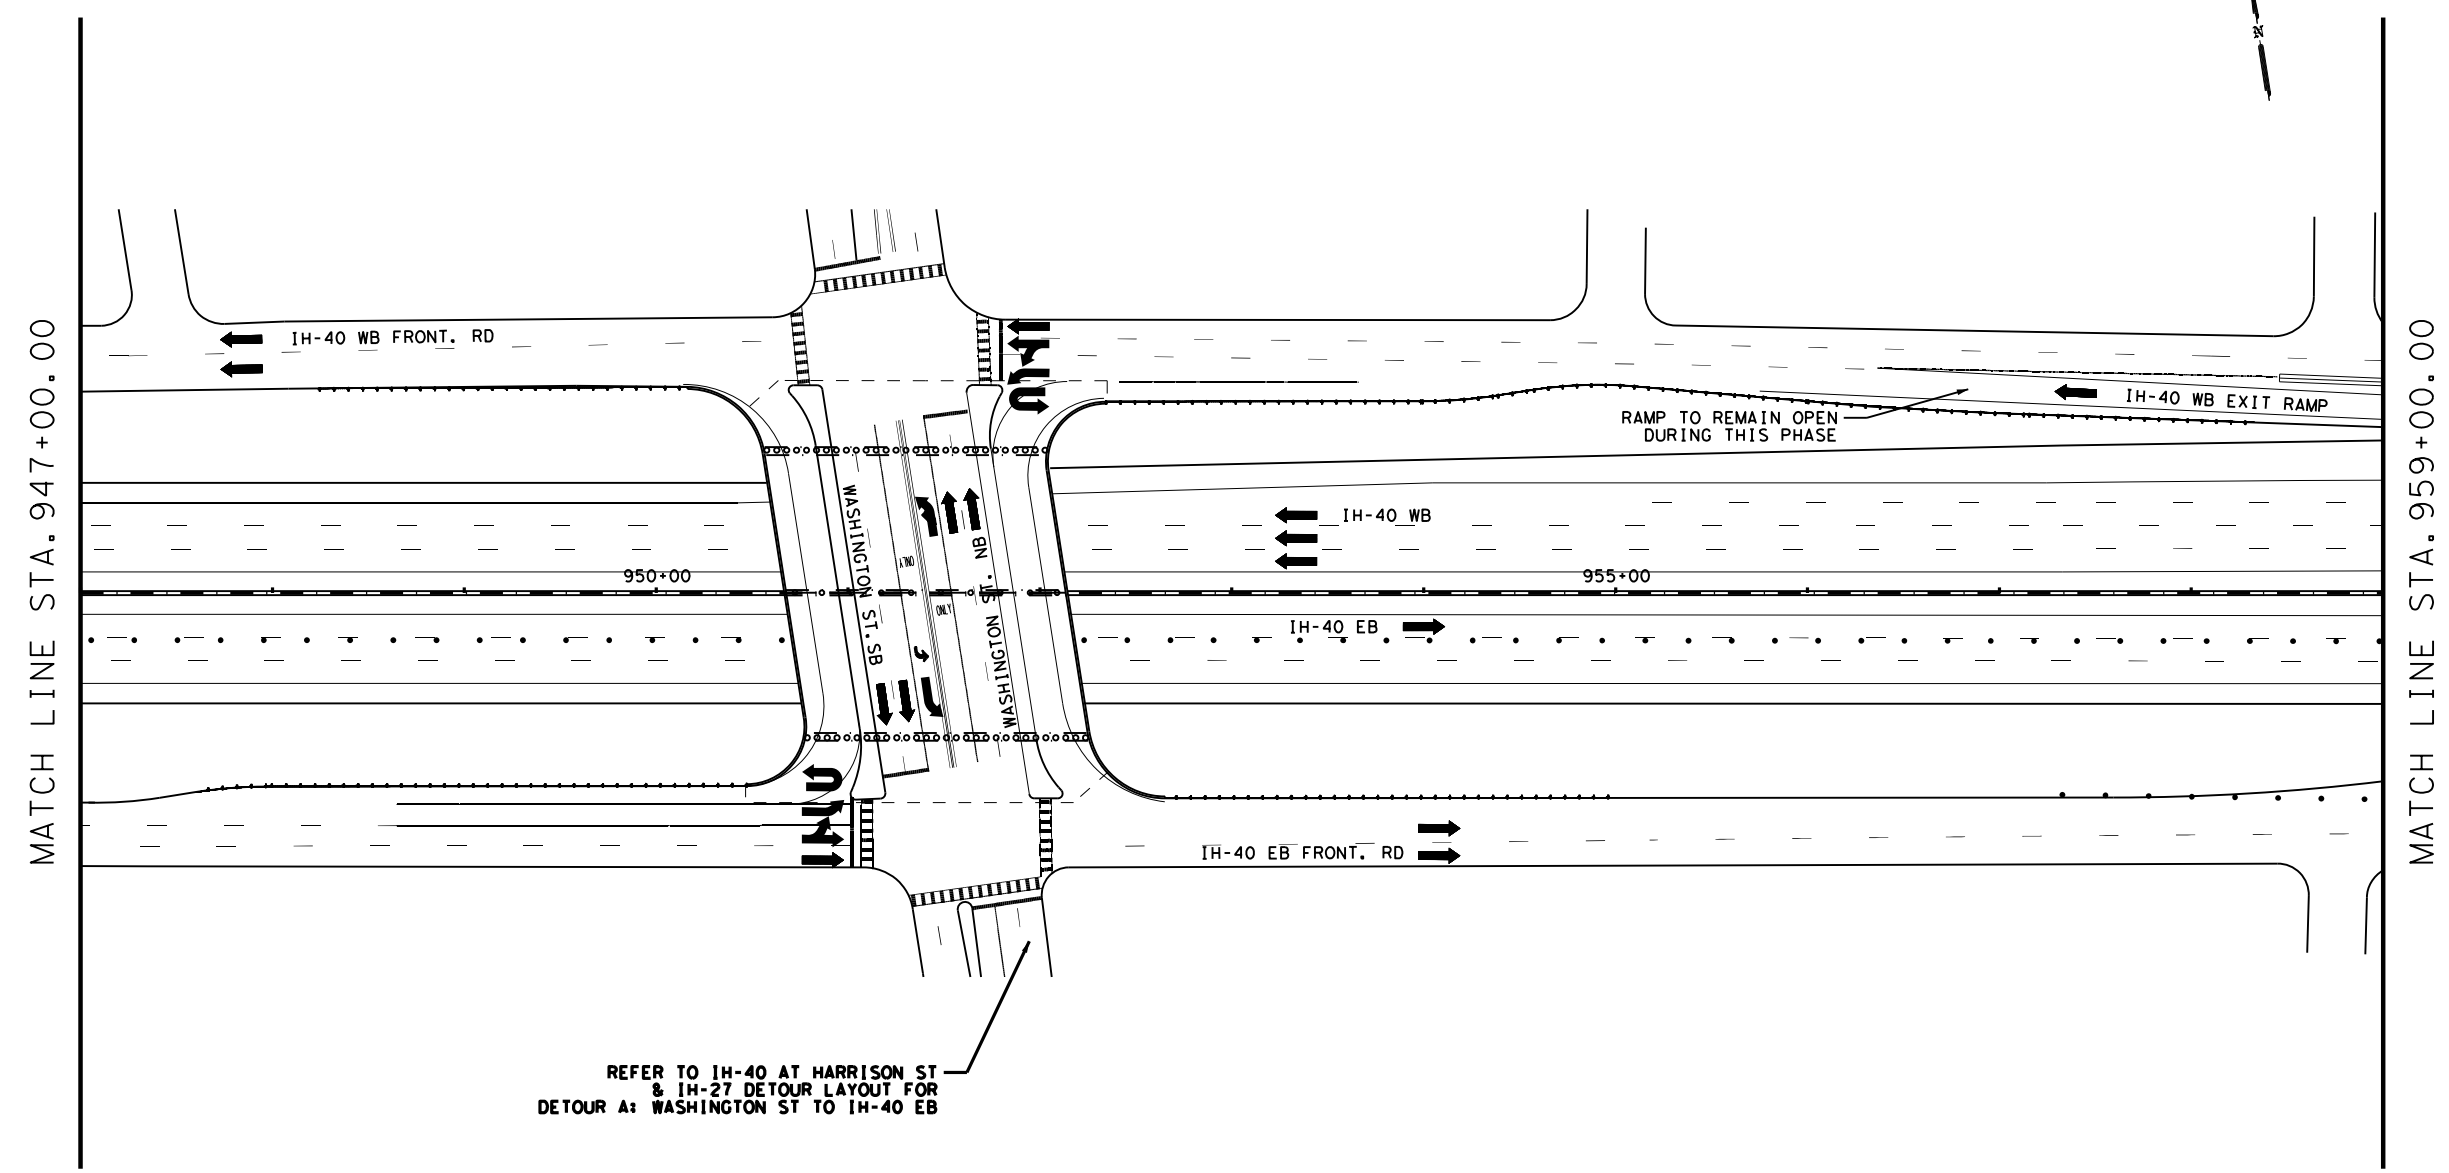 N
IH-40 WB FRONT. RD
IH-40 WB EXIT RAMP
RAMP TO REMAIN OPEN
DURING THIS PHASE
MATCH LINE STA. 947+00.00
MATCH LINE STA. 959+00.00
WASHINGTON ST. SB
WASHINGTON ST. NB
ONLY
ONLY
IH-40 WB
950+00
955+00
IH-40 EB
IH-40 EB FRONT. RD
REFER TO IH-40 AT HARRISON ST
& IH-27 DETOUR LAYOUT FOR
DETOUR A: WASHINGTON ST TO IH-40 EB